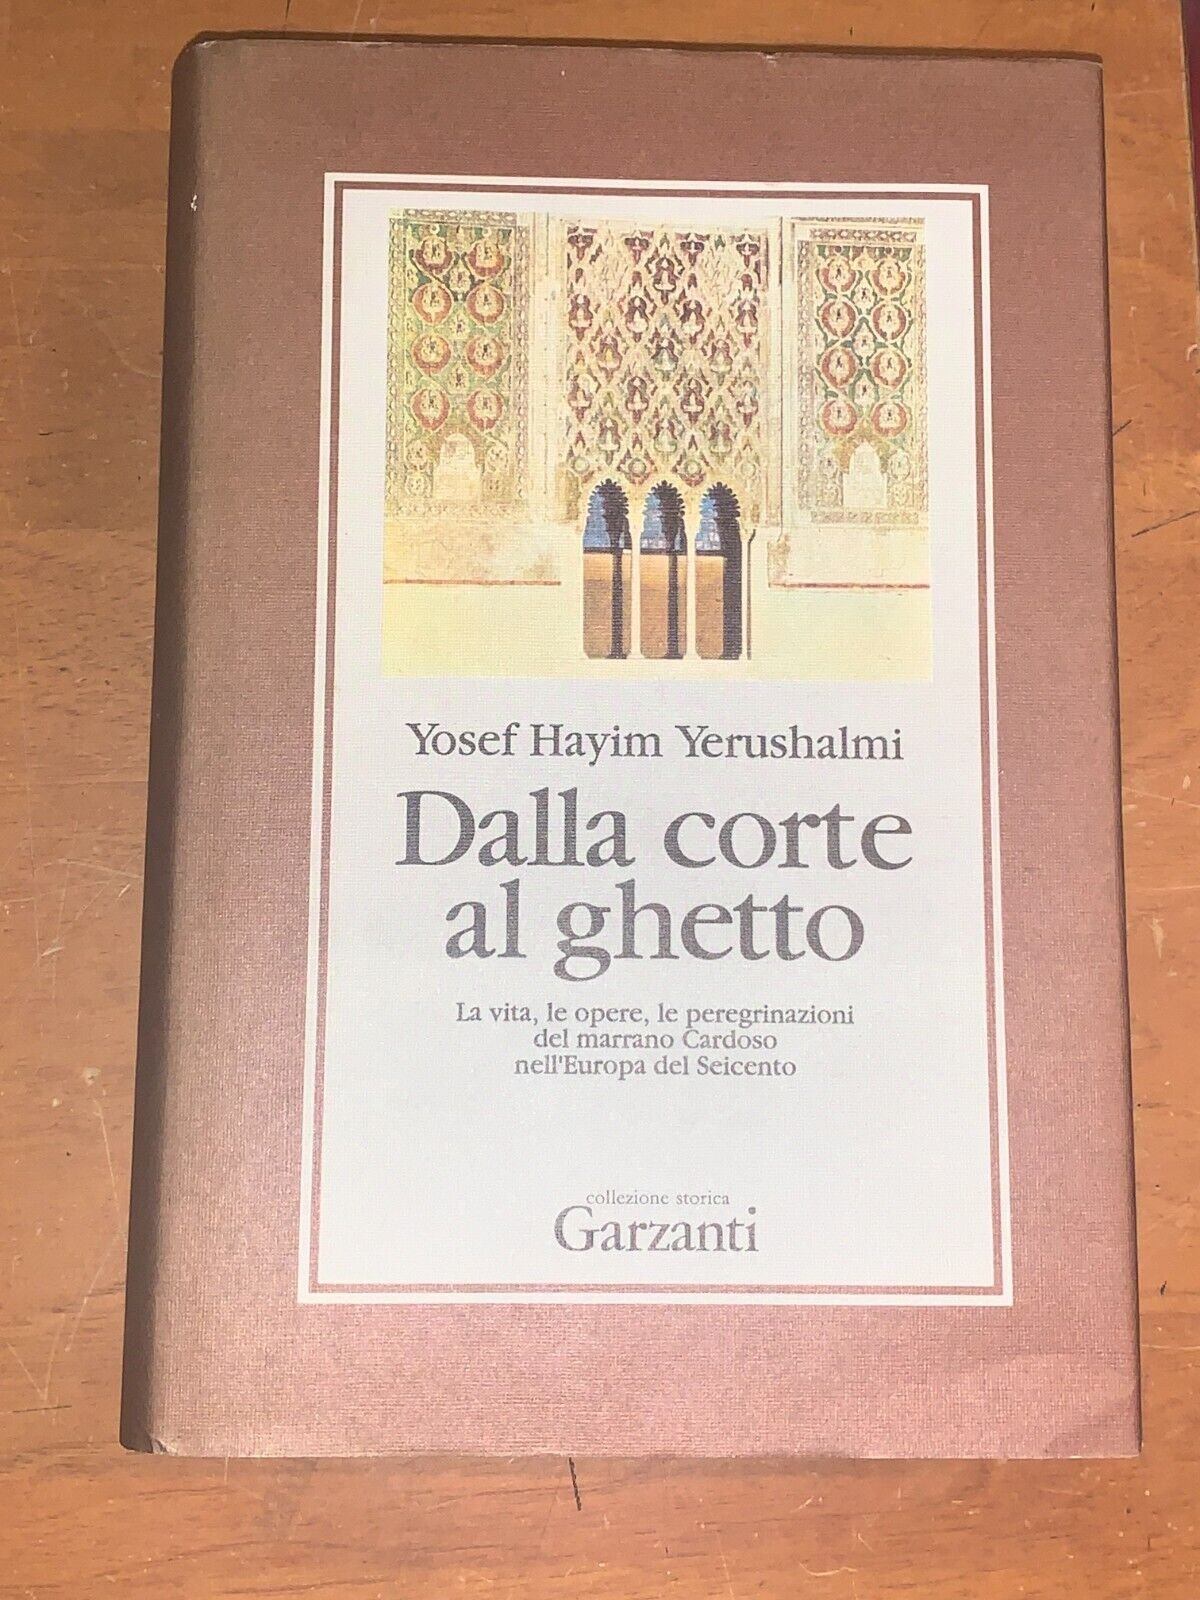 Yosef Hayim Yerushalmi
Dalla corte
al ghetto
La vita, le opere, le peregrinazioni
del marrano Cardoso
nell'Europa del Seicento
collezione storica
Garzanti